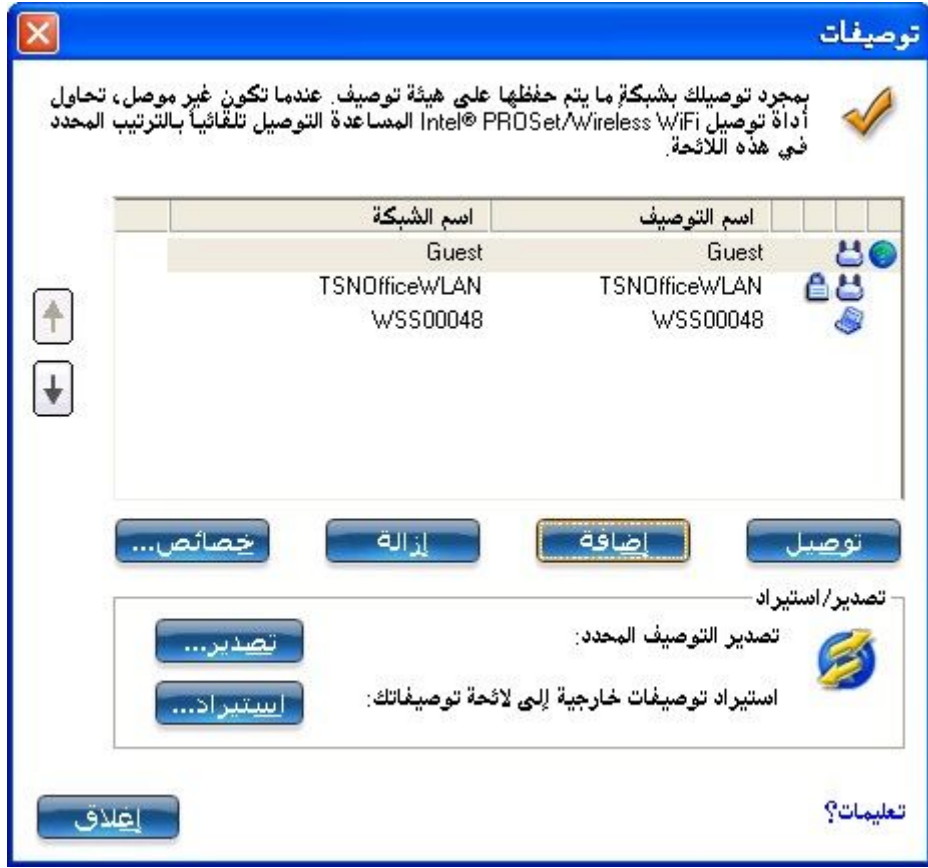 توصيفات
بمجرد توصيلك بشبكةٍ ما يتم حفظها على هيئة توصيف. عندما تكون غير موصل، تحاول
أداة توصيل Intel® PROSet/Wireless WiFi المساعدة التوصيل تلقائياً بالترتيب المحدد
في هذه اللائحة.
اسم التوصيف اسم الشبكة
Guest Guest
TSNOfficeWLAN TSNOfficeWLAN
WSS00048 WSS00048
توصيل إضافة إزالة خصائص...
تصدير/استيراد
تصدير التوصيف المحدد: تصدير...
استيراد توصيفات خارجية إلى لائحة توصيفاتك: استيراد...
تعليمات؟ إغلاق